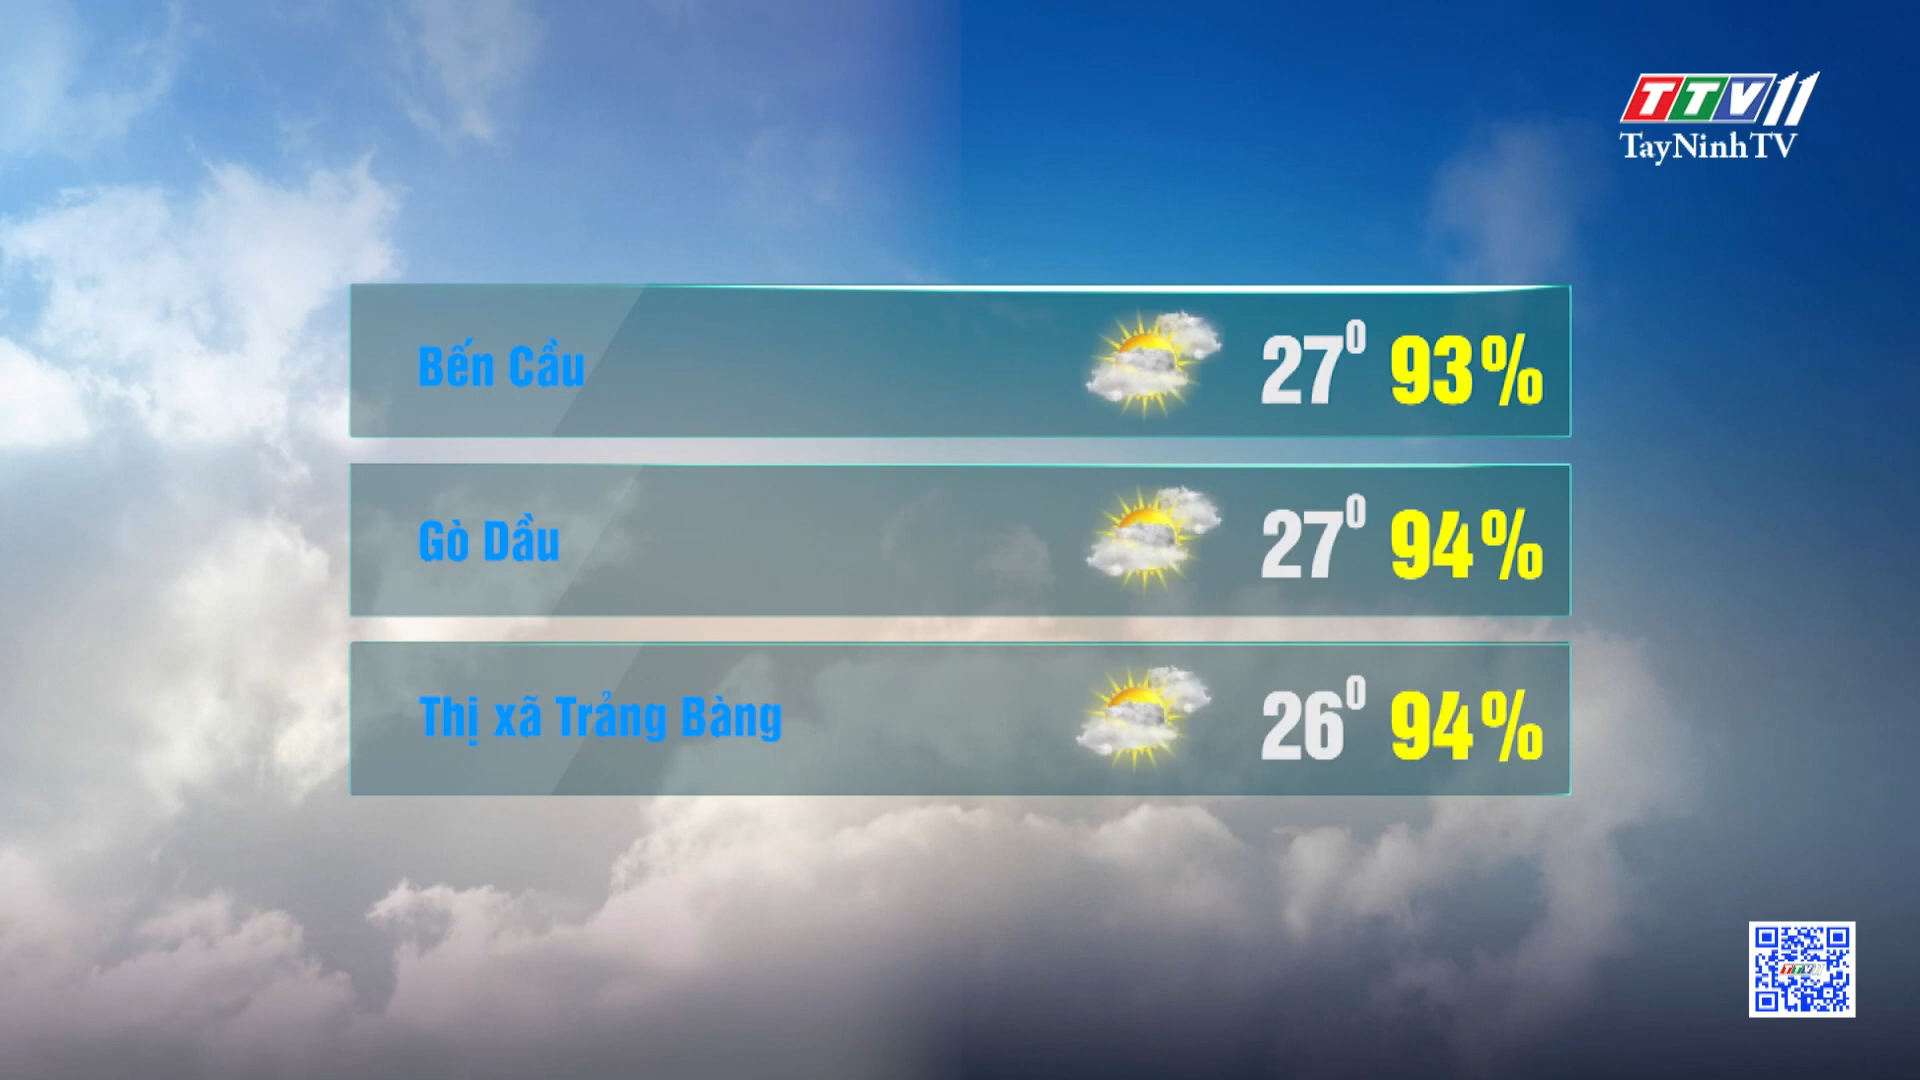 TTV11
TayNinhTV
Bến Cầu 27⁰ 93%
Gò Dầu 27⁰ 94%
Thị xã Trảng Bàng 26⁰ 94%